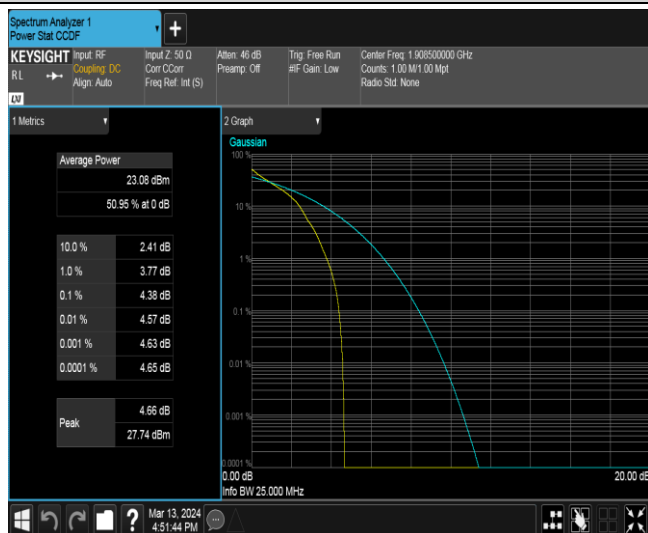 Spectrum Analyzer 1
Power Stat CCDF
KEYSIGHT
RL
LXI
Input: RF
Coupling: DC
Align: Auto
Input Z: 50 Ω
Corr CCorr
Freq Ref: Int (S)
Atten: 46 dB
Preamp: Off
Trig: Free Run
#IF Gain: Low
Center Freq: 1.908500000 GHz
Counts: 1.00 M/1.00 Mpt
Radio Std: None
1 Metrics
Average Power
23.08 dBm
50.95 % at 0 dB
10.0 % 2.41 dB
1.0 % 3.77 dB
0.1 % 4.38 dB
0.01 % 4.57 dB
0.001 % 4.63 dB
0.0001 % 4.65 dB
Peak
4.66 dB
27.74 dBm
2 Graph
Gaussian
100 %
10 %
1 %
0.1 %
0.01 %
0.001 %
0.0001 %
0.00 dB 20.00 dB
Info BW 25.000 MHz
Mar 13, 2024
4:51:44 PM